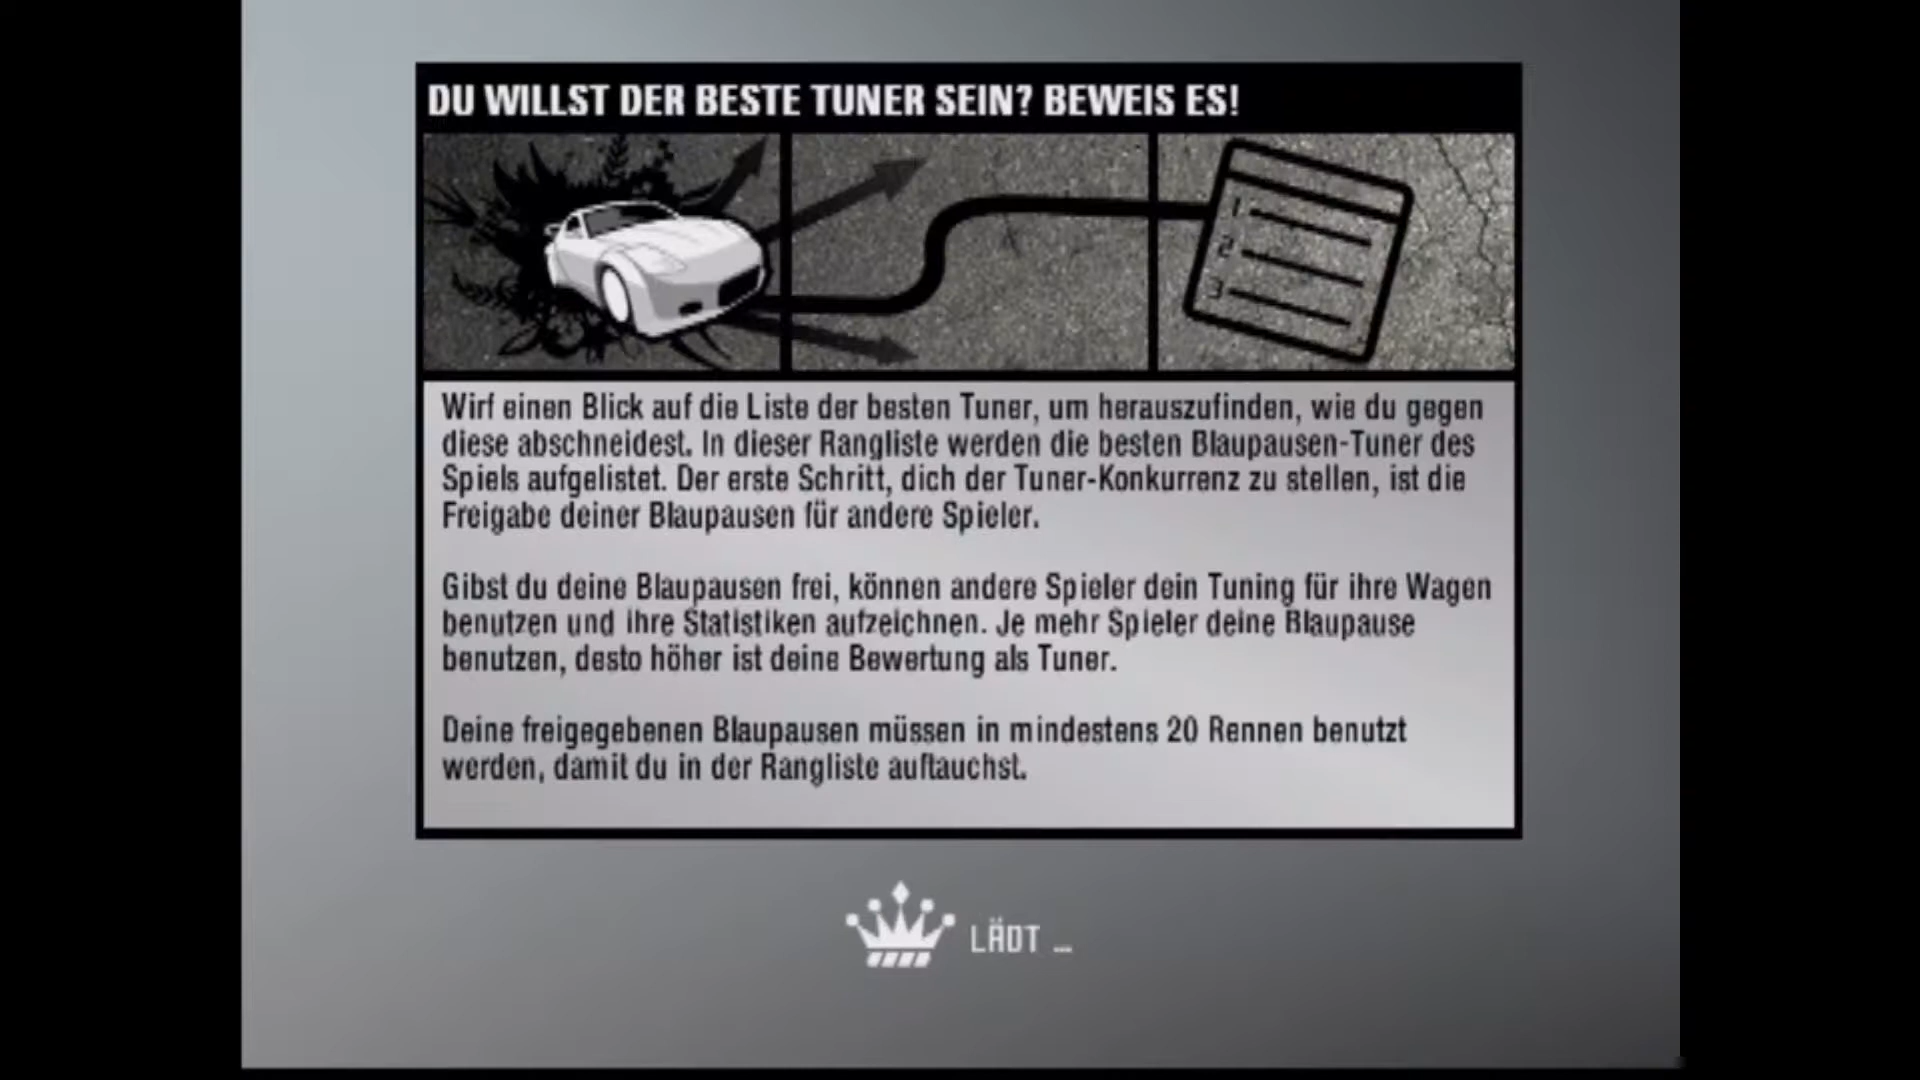 DU WILLST DER BESTE TUNER SEIN? BEWEIS ES!
1
2
3
Wirf einen Blick auf die Liste der besten Tuner, um herauszufinden, wie du gegen
diese abschneidest. In dieser Rangliste werden die besten Blaupausen-Tuner des
Spiels aufgelistet. Der erste Schritt, dich der Tuner-Konkurrenz zu stellen, ist die
Freigabe deiner Blaupausen für andere Spieler.
Gibst du deine Blaupausen frei, können andere Spieler dein Tuning für ihre Wagen
benutzen und ihre Statistiken aufzeichnen. Je mehr Spieler deine Blaupause
benutzen, desto höher ist deine Bewertung als Tuner.
Deine freigegebenen Blaupausen müssen in mindestens 20 Rennen benutzt
werden, damit du in der Rangliste auftauchst.
LÄDT ...